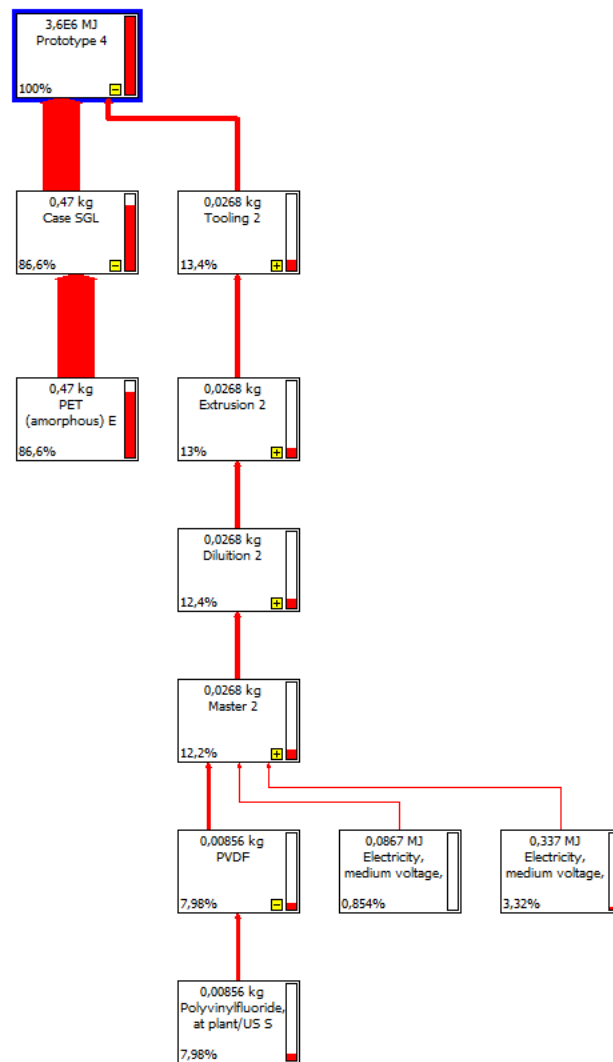 3,6E6 MJ
Prototype 4
100%
0,47 kg
Case SGL
86,6%
0,0268 kg
Tooling 2
13,4%
0,47 kg
PET
(amorphous) E
86,6%
0,0268 kg
Extrusion 2
13%
0,0268 kg
Diluition 2
12,4%
0,0268 kg
Master 2
12,2%
0,00856 kg
PVDF
7,98%
0,0867 MJ
Electricity,
medium voltage,
0,854%
0,337 MJ
Electricity,
medium voltage,
3,32%
0,00856 kg
Polyvinylfluoride,
at plant/US S
7,98%